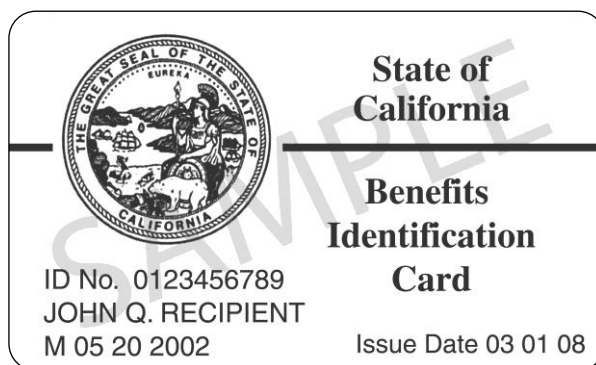 THE GREAT SEAL OF THE STATE OF CALIFORNIA
EUREKA
State of
California
Benefits
Identification
Card
SAMPLE
ID No. 0123456789
JOHN Q. RECIPIENT
M 05 20 2002
Issue Date 03 01 08